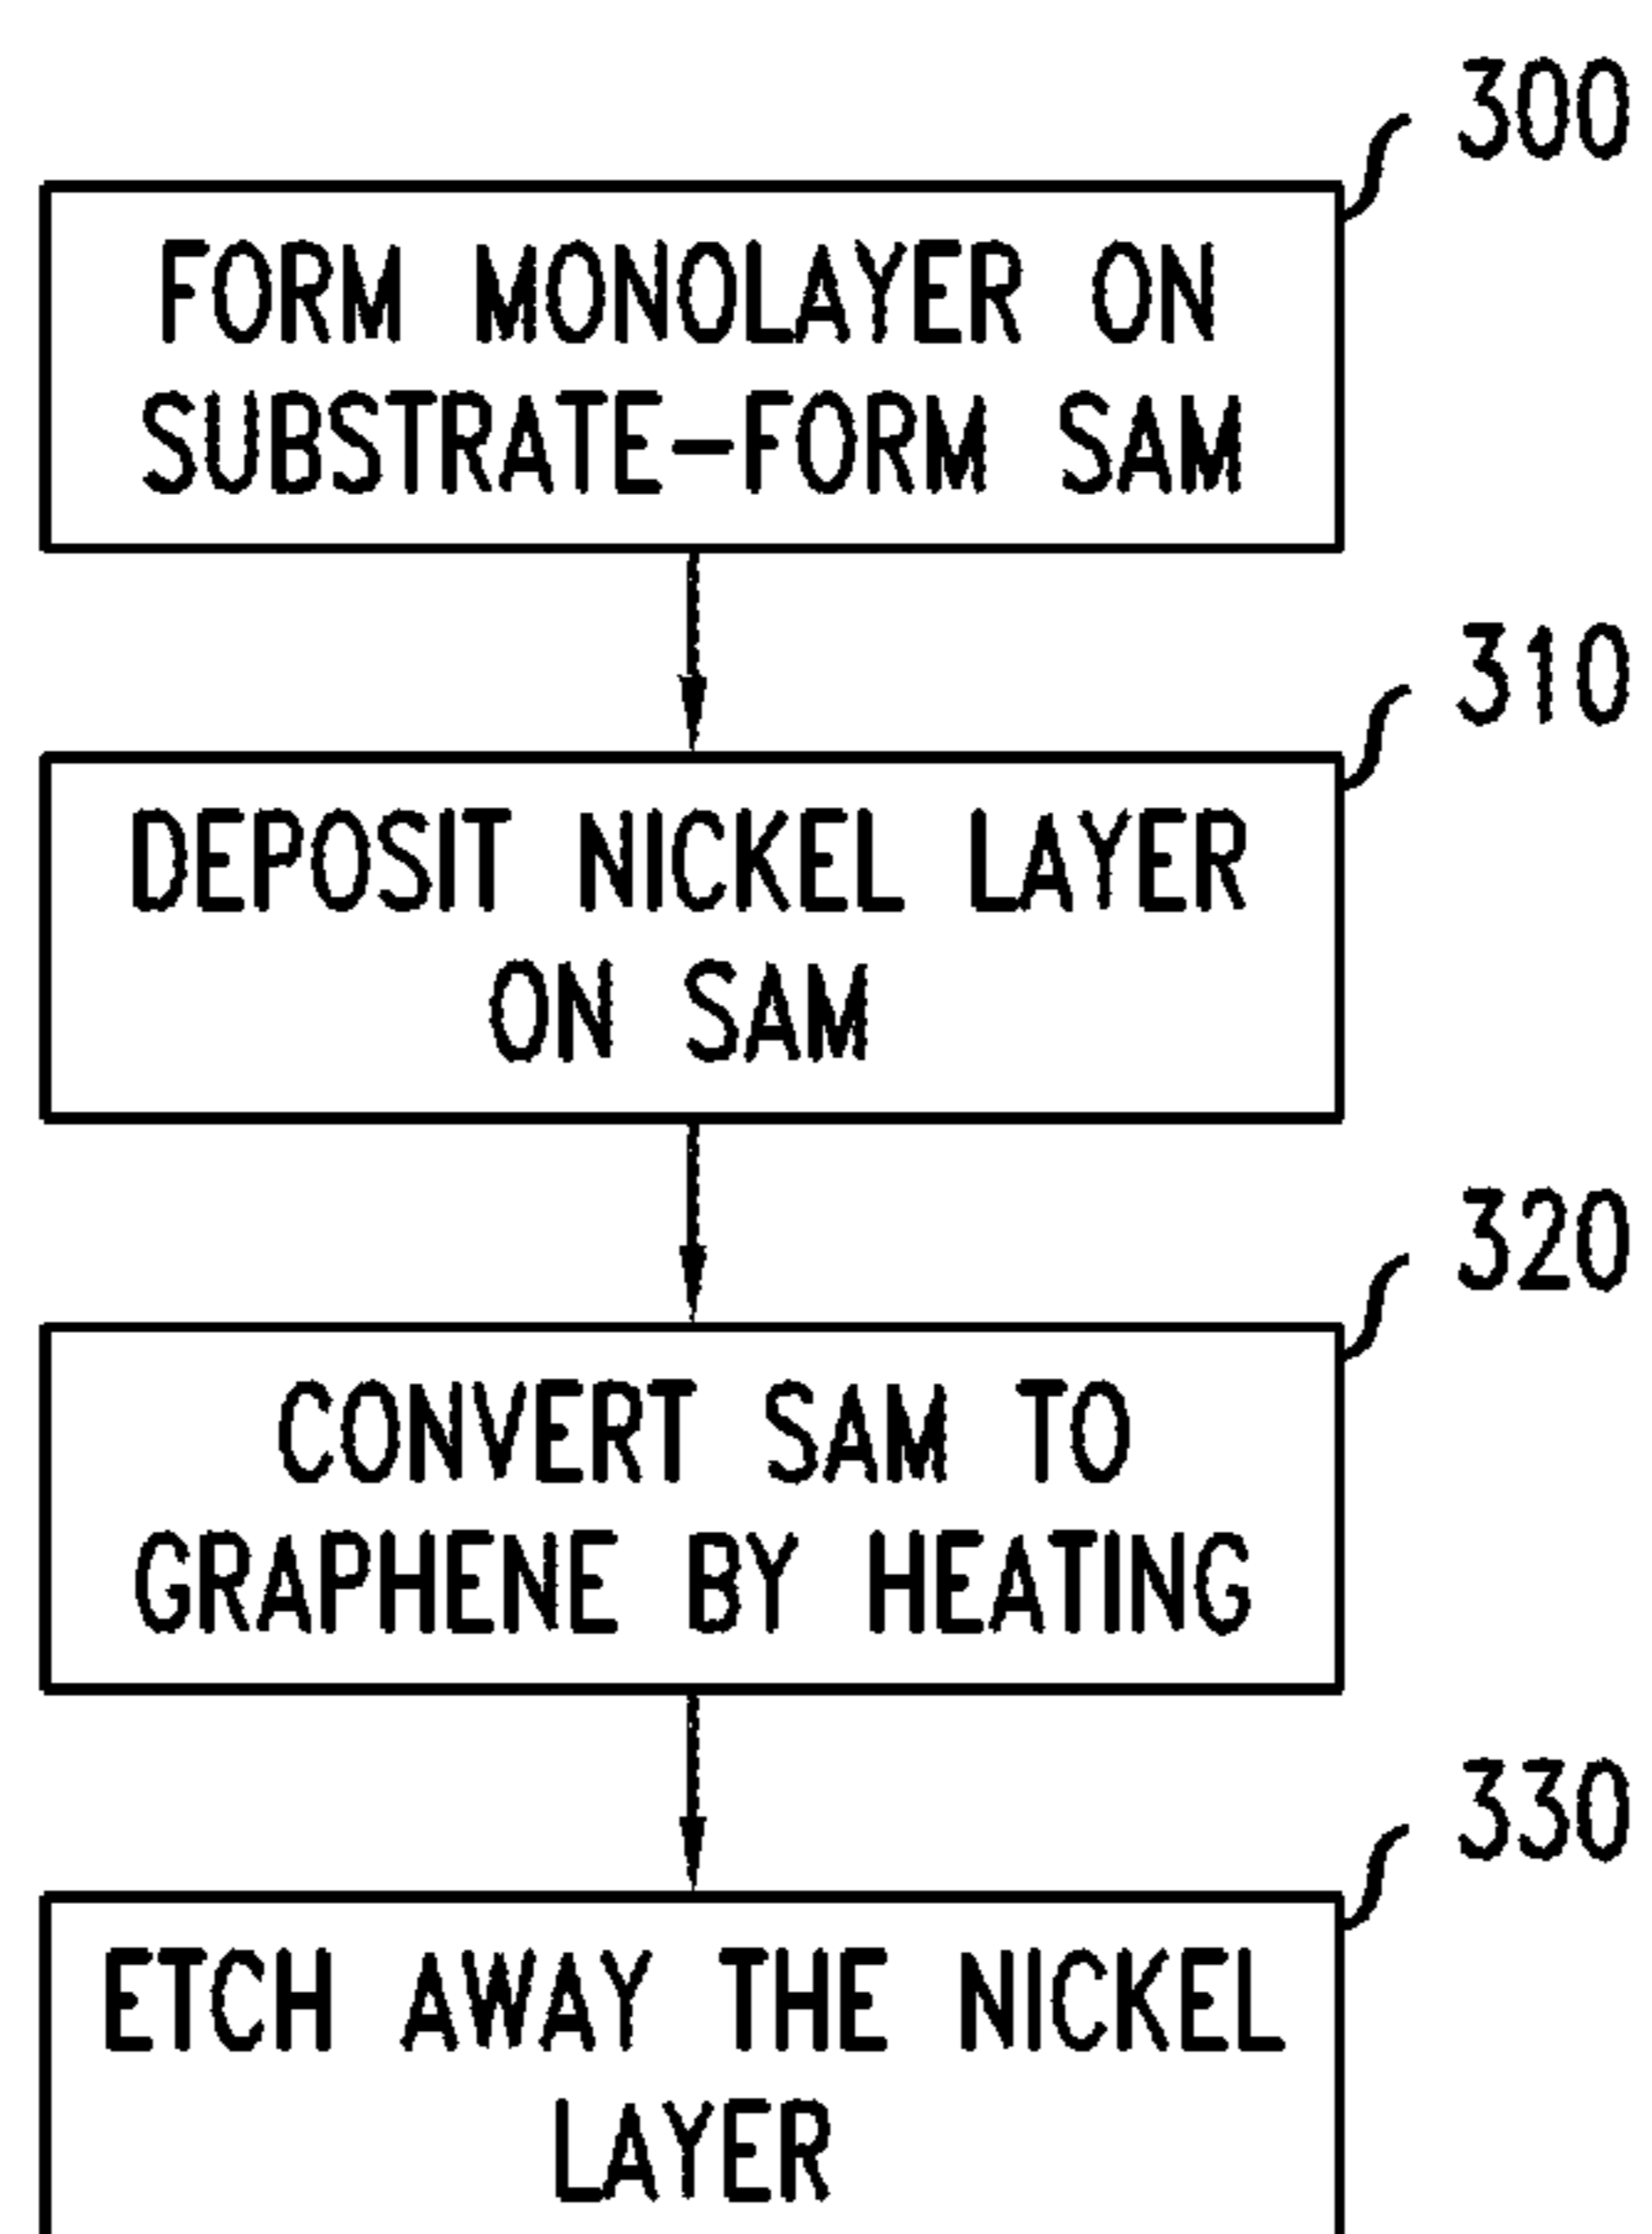 300
FORM MONOLAYER ON
SUBSTRATE-FORM SAM
310
DEPOSIT NICKEL LAYER
ON SAM
320
CONVERT SAM TO
GRAPHENE BY HEATING
330
ETCH AWAY THE NICKEL
LAYER